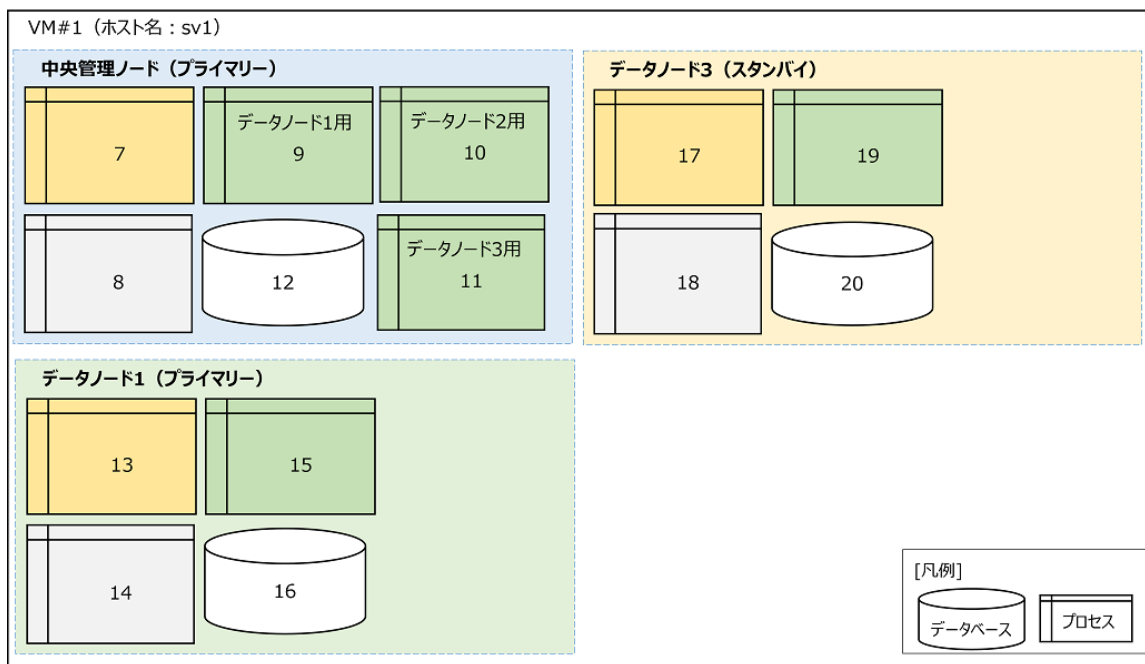 VM#1（ホスト名：sv1）
中央管理ノード（プライマリー）
7
データノード1用
9
データノード2用
10
8
12
データノード3用
11
データノード3（スタンバイ）
17
19
18
20
データノード1（プライマリー）
13
15
14
16
[凡例]
データベース
プロセス